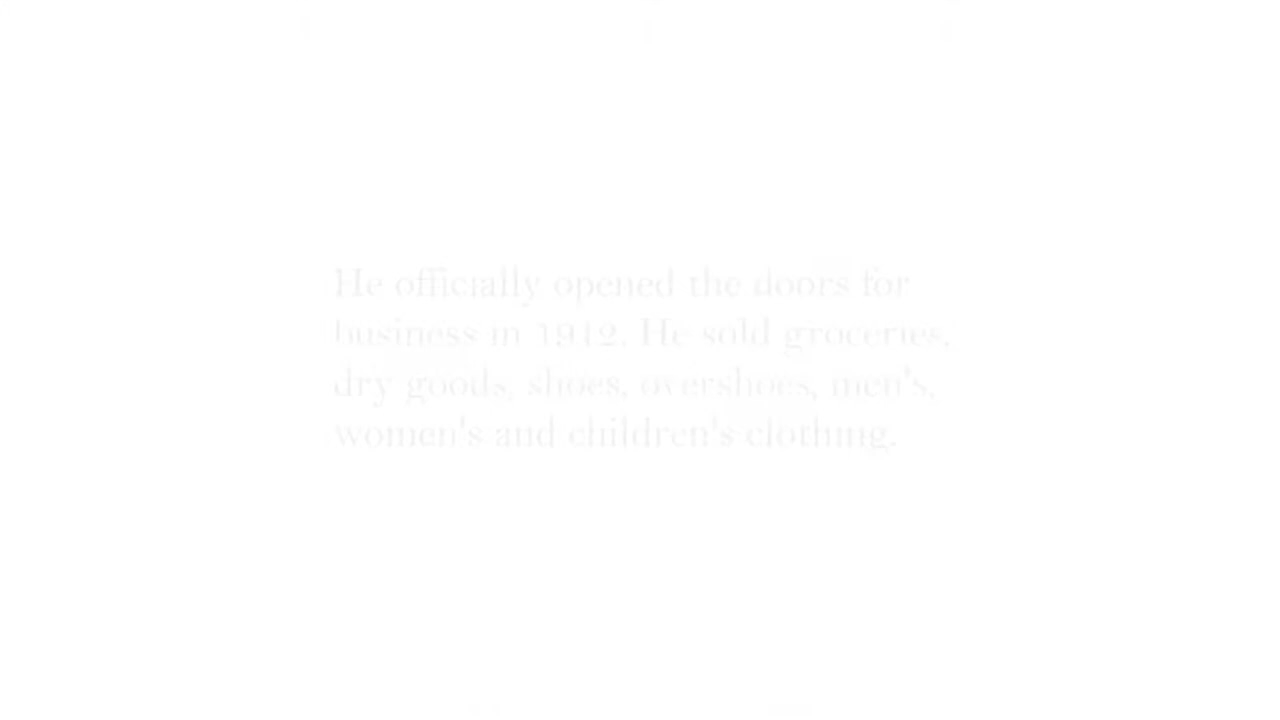 He officially opened the doors for
business in 1912. He sold groceries,
dry goods, shoes, overshoes, men's,
women's and children's clothing.